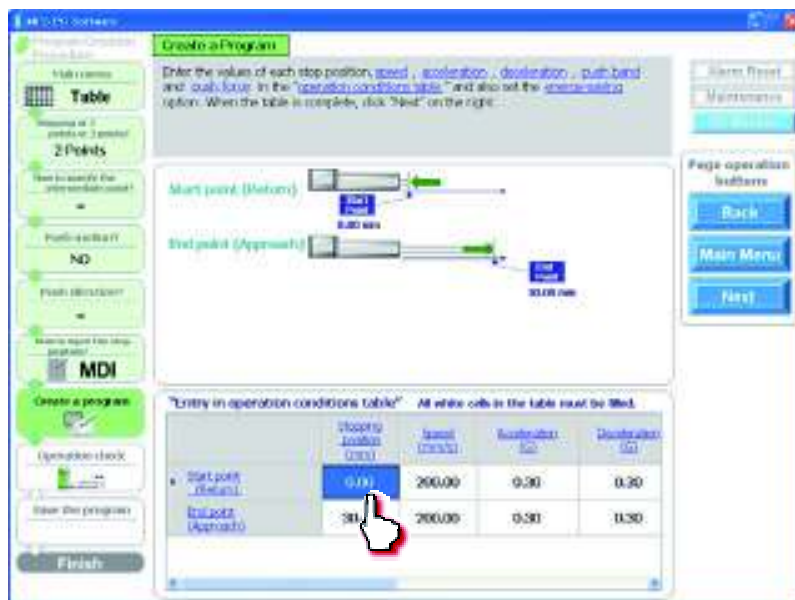 Create a Program
Enter the values of each stop position, speed , acceleration , deceleration , push band
and push force in the "operation conditions table " and also set the energy-saving
option. When the table is complete, click "Next" on the right.
Table
2 Points
-
Push action?
NO
Push direction?
-
MDI
Create a program
Operation check
Save the program
Finish
Start point (Return)
Start
Point
0.00 mm
End point (Approach)
End
Point
30.00 mm
Alarm Reset
Maintenance
Page operation
buttons
Back
Main Menu
Next
"Entry in operation conditions table" All white cells in the table must be filled.
Stopping
position
(mm)
Speed
(mm/s)
Acceleration
(G)
Deceleration
(G)
Start point
(Return)
0.00 200.00 0.30 0.30
End point
(Approach)
30. 200.00 0.30 0.30